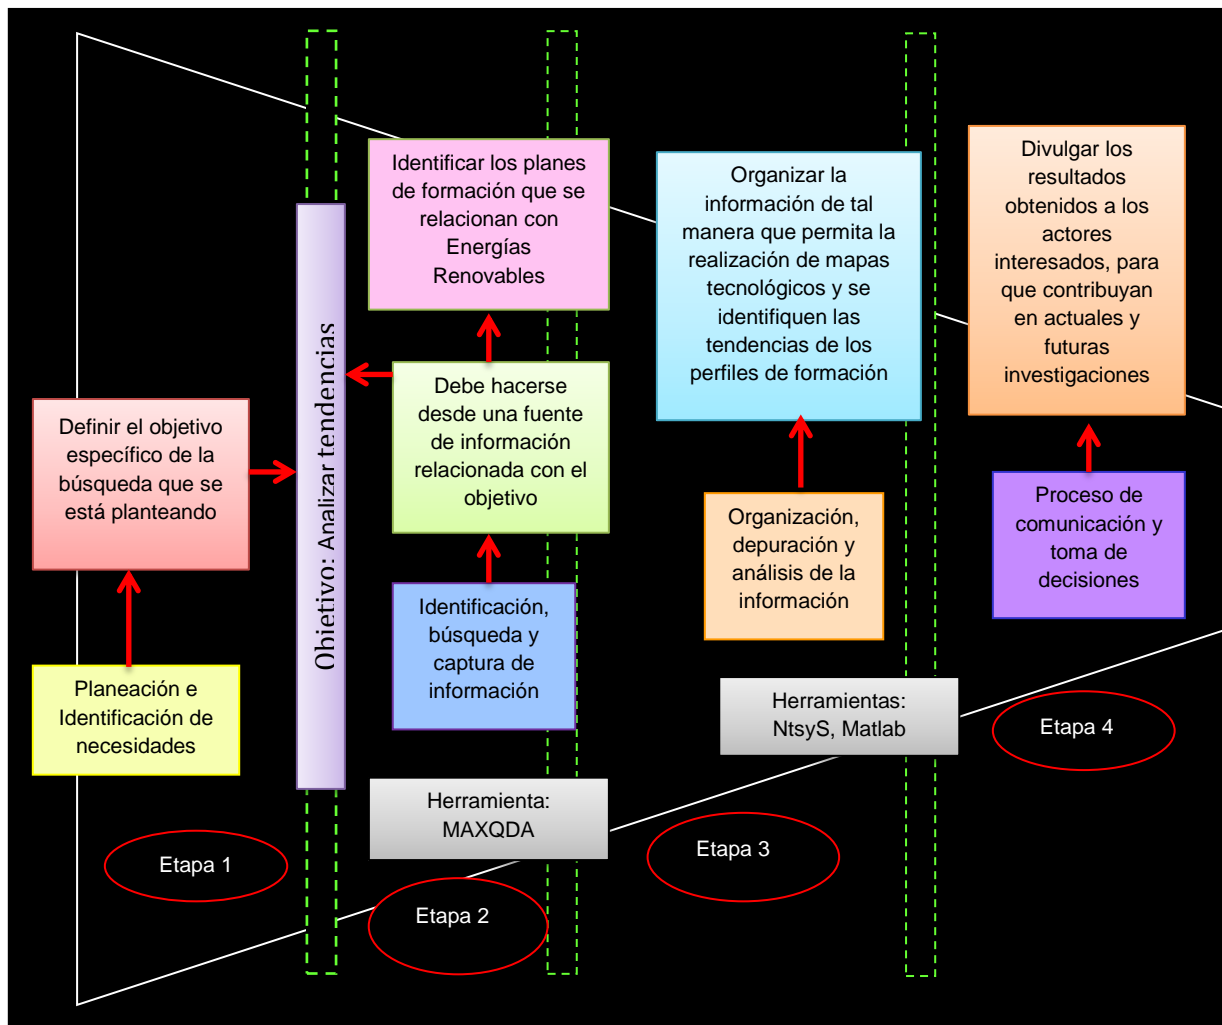 Identificar los planes
de formación que se
relacionan con
Energías
Renovables
Organizar la
información de tal
manera que permita la
realización de mapas
tecnológicos y se
identifiquen las
tendencias de los
perfiles de formación
Divulgar los
resultados
obtenidos a los
actores
interesados, para
que contribuyan
en actuales y
futuras
investigaciones
Objetivo: Analizar tendencias
Definir el objetivo
específico de la
búsqueda que se
está planteando
Debe hacerse
desde una fuente
de información
relacionada con el
objetivo
Organización,
depuración y
análisis de la
información
Proceso de
comunicación y
toma de
decisiones
Identificación,
búsqueda y
captura de
información
Planeación e
Identificación de
necesidades
Herramientas:
NtsyS, Matlab
Herramienta:
MAXQDA
Etapa 1
Etapa 2
Etapa 3
Etapa 4